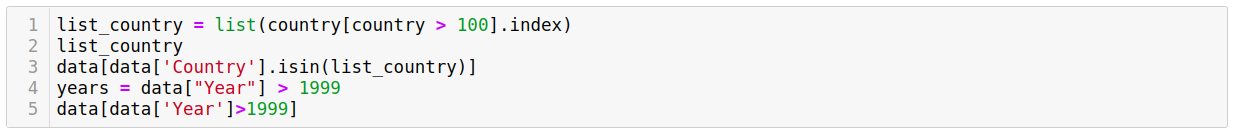 1 list_country = list(country[country > 100].index)
2 list_country
3 data[data['Country'].isin(list_country)]
4 years = data["Year"] > 1999
5 data[data['Year']>1999]